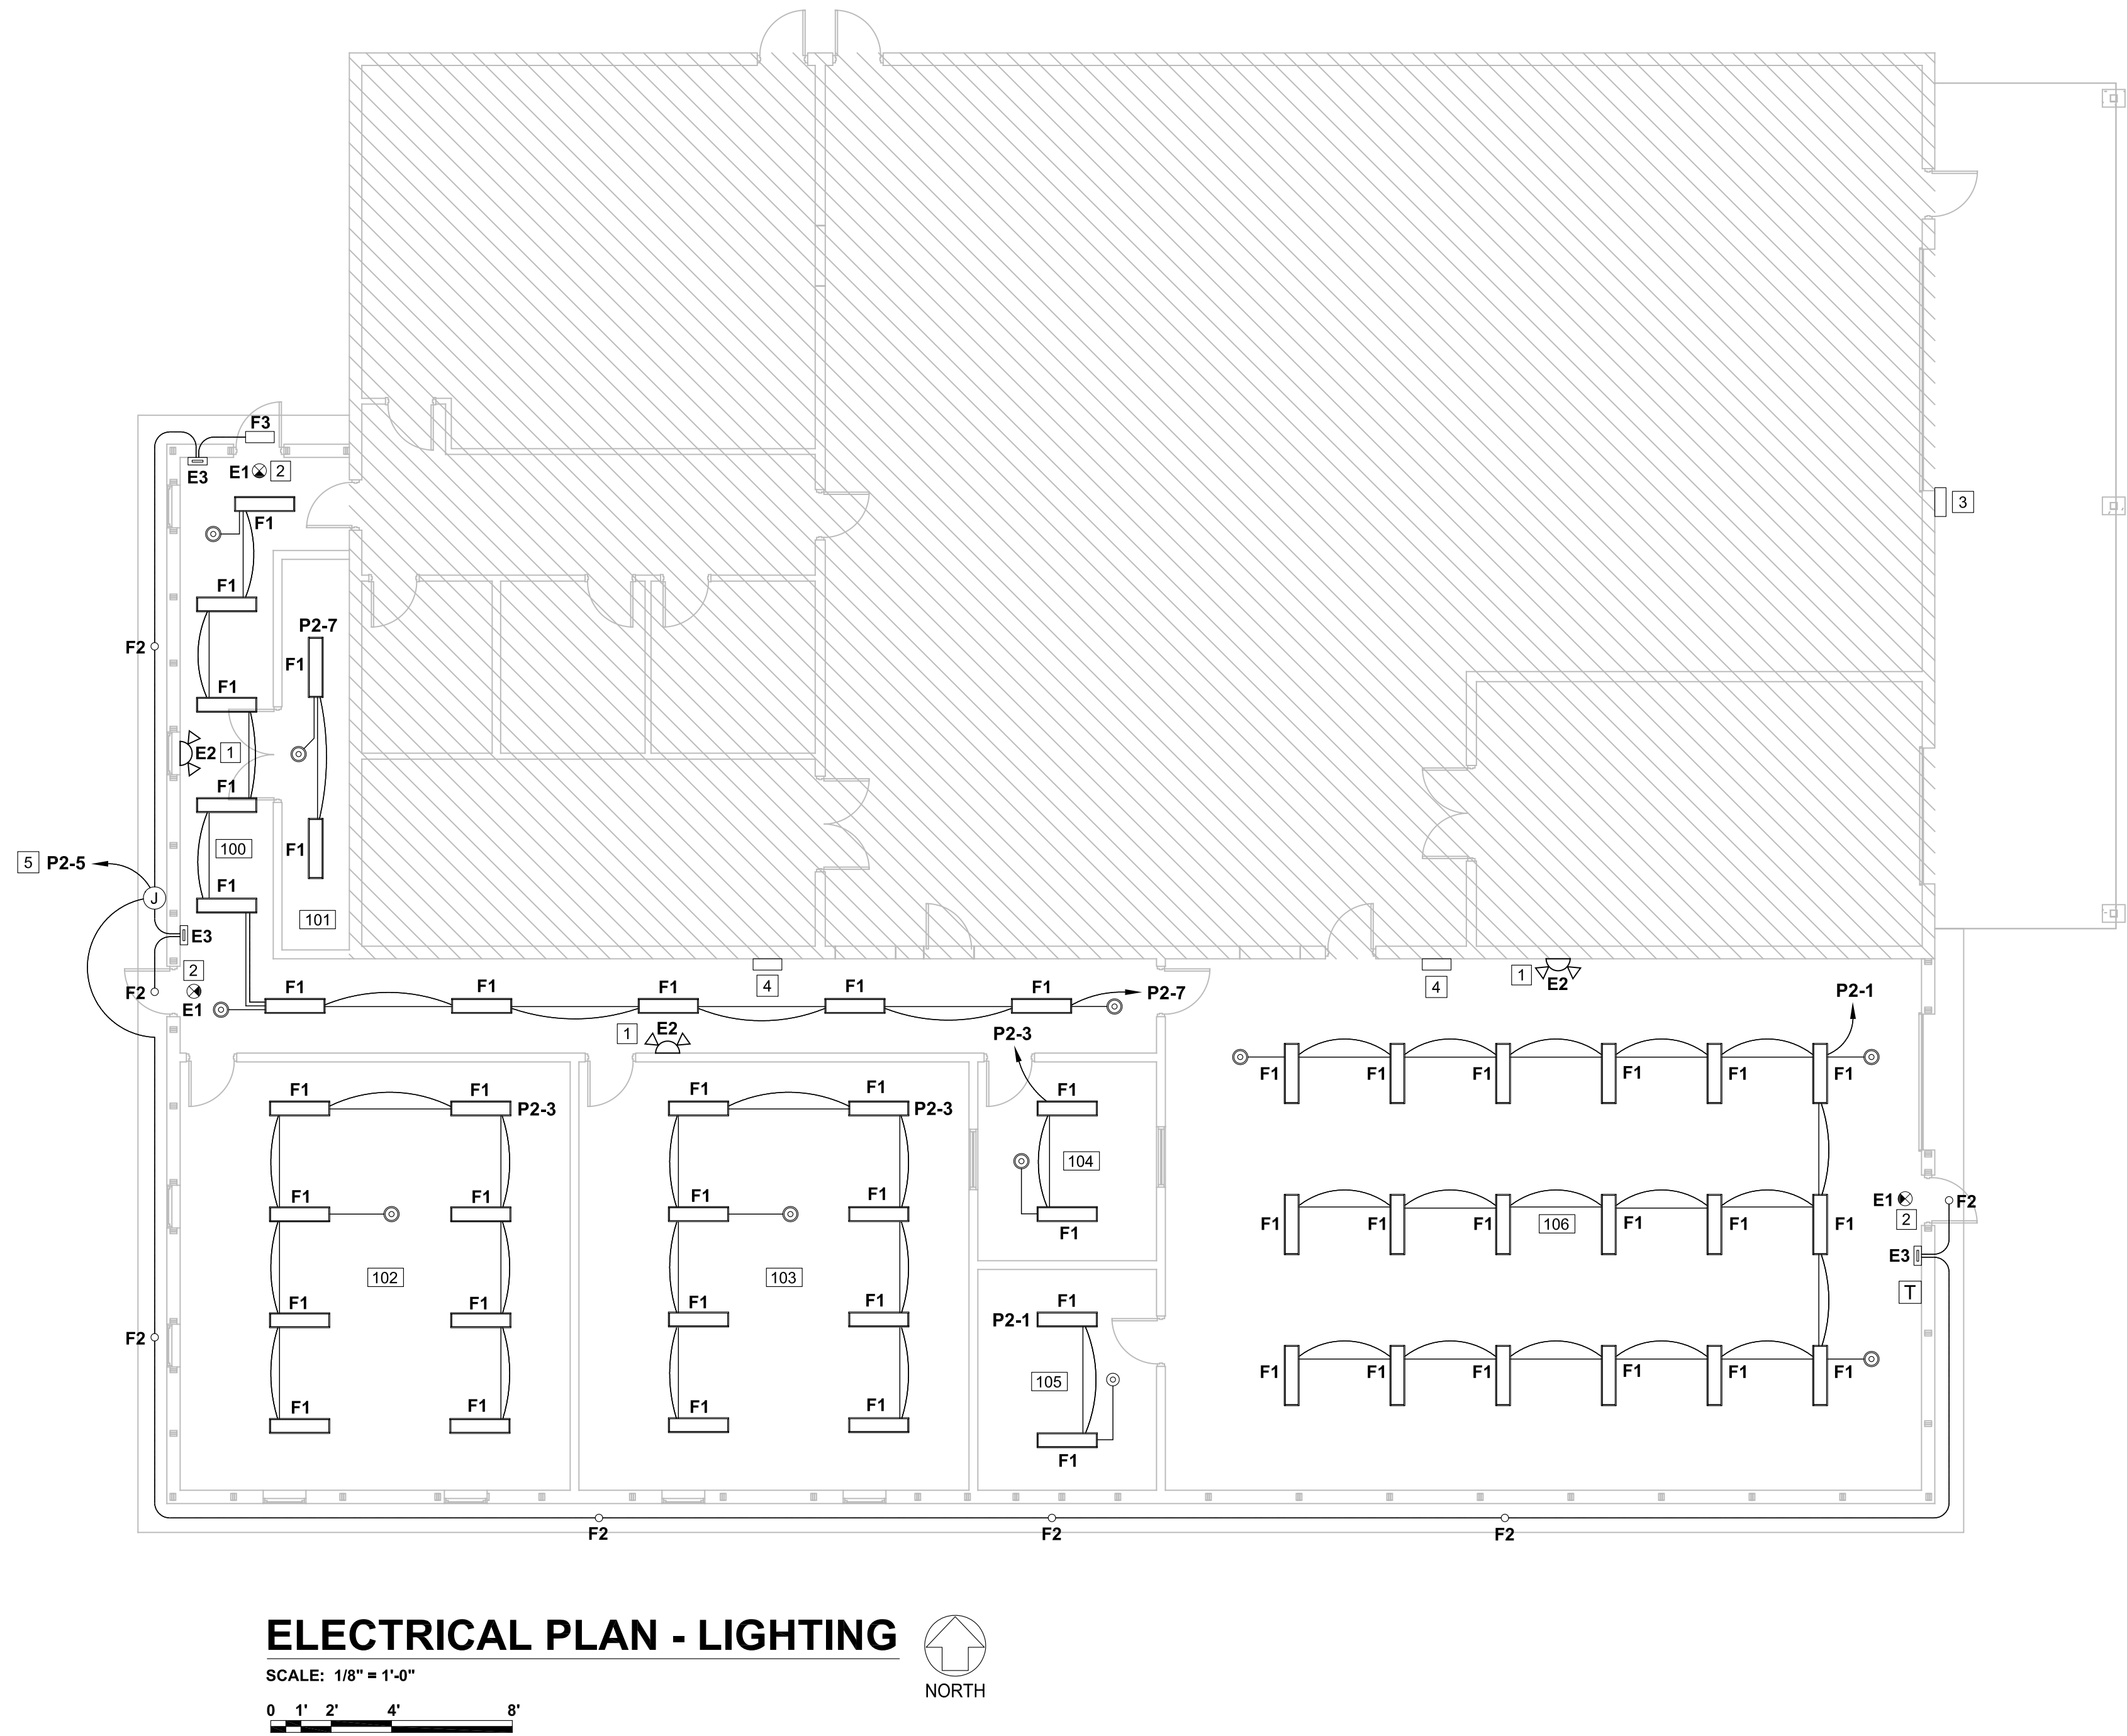 F3
E3
E1 2
F1
3
F1
P2-7
F2
F1
F1
E2 1
F1
100
F1
F1
5 P2-5
J
101
E3
2
F2
E1
F1 F1 F1 F1 F1
P2-7
4
4
1
E2
1
E2
P2-3
P2-1
F1 F1 P2-3
F1 F1 P2-3
F1
F1 F1 F1 F1 F1 F1
104
F1 F1
F1 F1
F1
E1 F2
2
F1 F1 F1 106 F1 F1 F1
E3
T
102
103
F1 F1
F1 F1
F1
P2-1
F2
F1 F1 F1 F1 F1 F1
105
F1 F1
F1 F1
F1
F2 F2 F2
ELECTRICAL PLAN - LIGHTING
SCALE: 1/8" = 1'-0"
NORTH
0 1' 2' 4' 8'